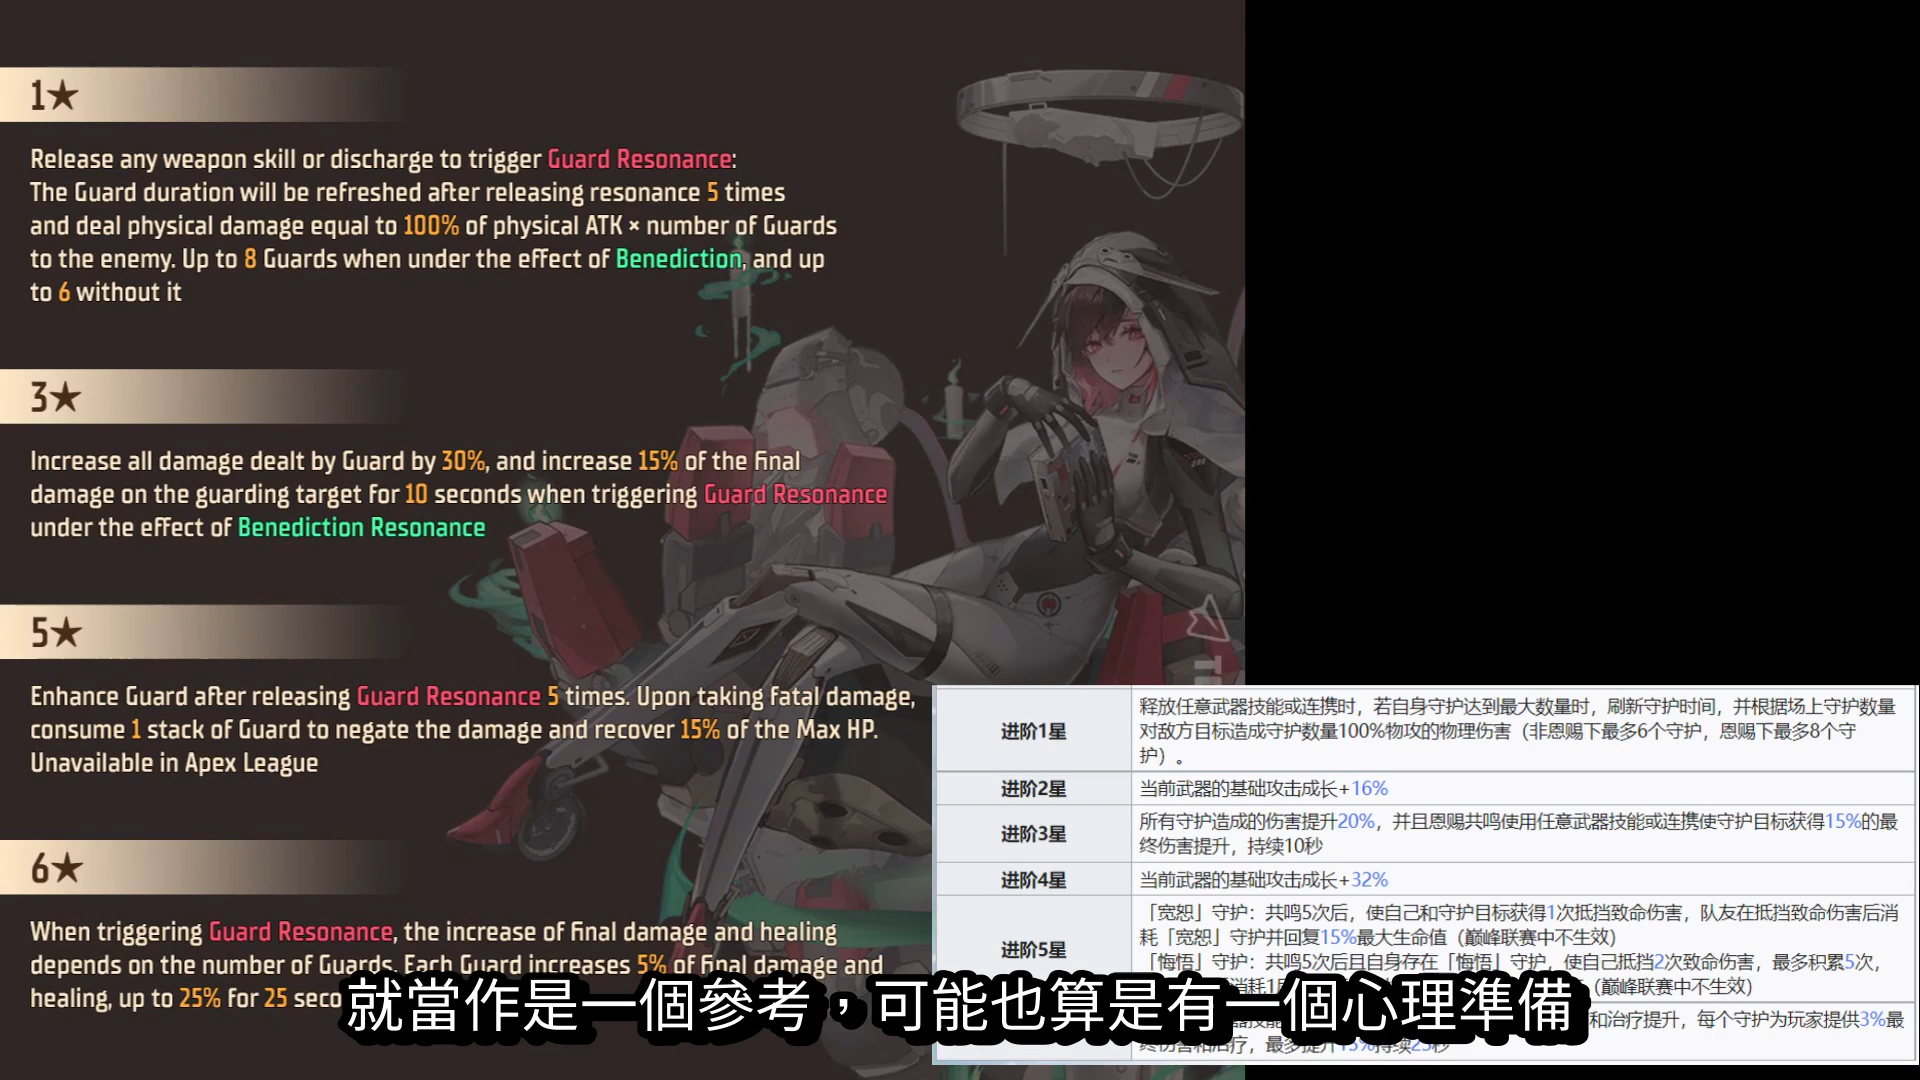 1★
Release any weapon skill or discharge to trigger Guard Resonance:
The Guard duration will be refreshed after releasing resonance 5 times
and deal physical damage equal to 100% of physical ATK × number of Guards
to the enemy. Up to 8 Guards when under the effect of Benediction, and up
to 6 without it
3★
Increase all damage dealt by Guard by 30%, and increase 15% of the final
damage on the guarding target for 10 seconds when triggering Guard Resonance
under the effect of Benediction Resonance
5★
Enhance Guard after releasing Guard Resonance 5 times. Upon taking fatal damage,
consume 1 stack of Guard to negate the damage and recover 15% of the Max HP.
Unavailable in Apex League
6★
When triggering Guard Resonance, the increase of final damage and healing
depends on the number of Guards. Each Guard increases 5% of final damage and
healing, up to 25% for 25 seco
进阶1星
释放任意武器技能或连携时，若自身守护达到最大数量时，刷新守护时间，并根据场上守护数量
对敌方目标造成守护数量100%物攻的物理伤害（非恩赐下最多6个守护，恩赐下最多8个守
护）。
进阶2星
当前武器的基础攻击成长+16%
进阶3星
所有守护造成的伤害提升20%，并且恩赐共鸣使用任意武器技能或连携使守护目标获得15%的最
终伤害提升，持续10秒
进阶4星
当前武器的基础攻击成长+32%
进阶5星
「宽恕」守护：共鸣5次后，使自己和守护目标获得1次抵挡致命伤害，队友在抵挡致命伤害后消
耗「宽恕」守护并回复15%最大生命值（巅峰联赛中不生效）
「悔悟」守护：共鸣5次后且自身存在「悔悟」守护，使自己抵挡2次致命伤害，最多积累5次，
消耗1 （巅峰联赛中不生效）
和治疗提升，每个守护为玩家提供3%最
终伤害和治疗，最多提升15%持续25秒
就當作是一個參考，可能也算是有一個心理準備